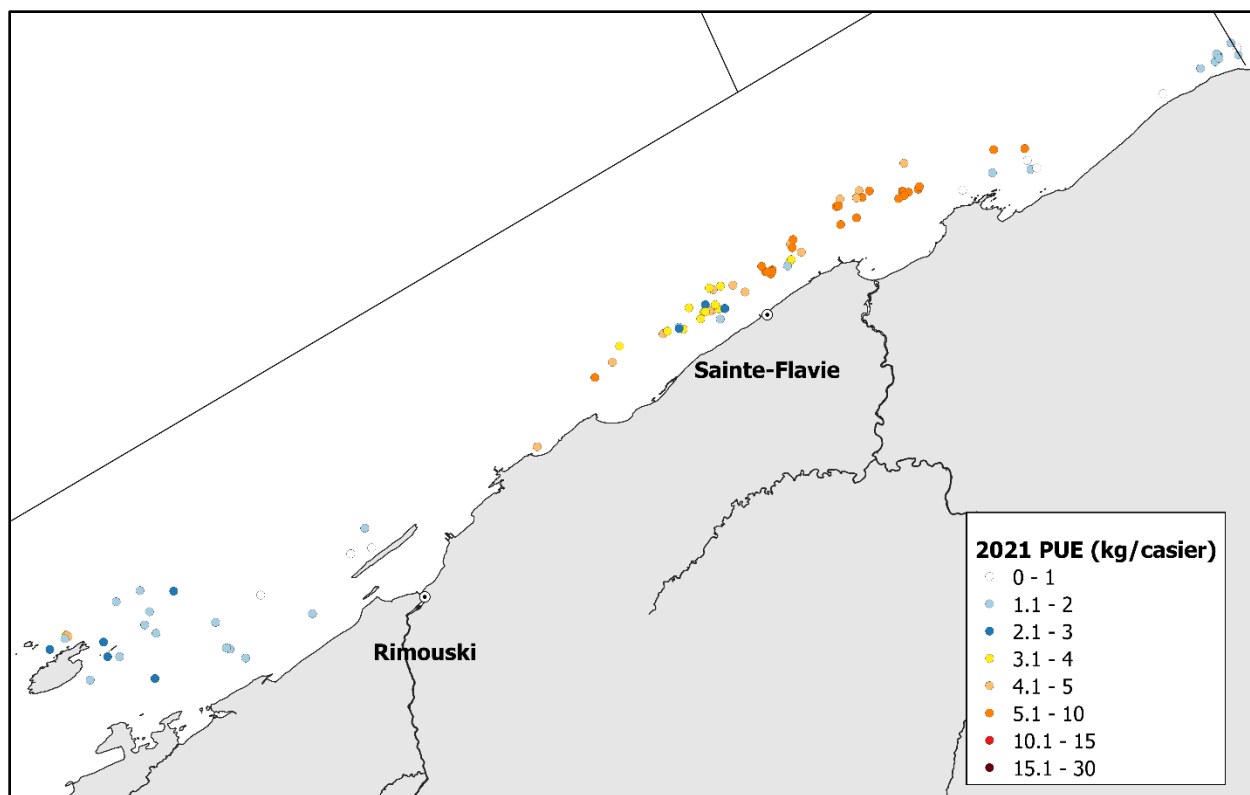 Sainte-Flavie
Rimouski
2021 PUE (kg/casier)
0 - 1
1.1 - 2
2.1 - 3
3.1 - 4
4.1 - 5
5.1 - 10
10.1 - 15
15.1 - 30